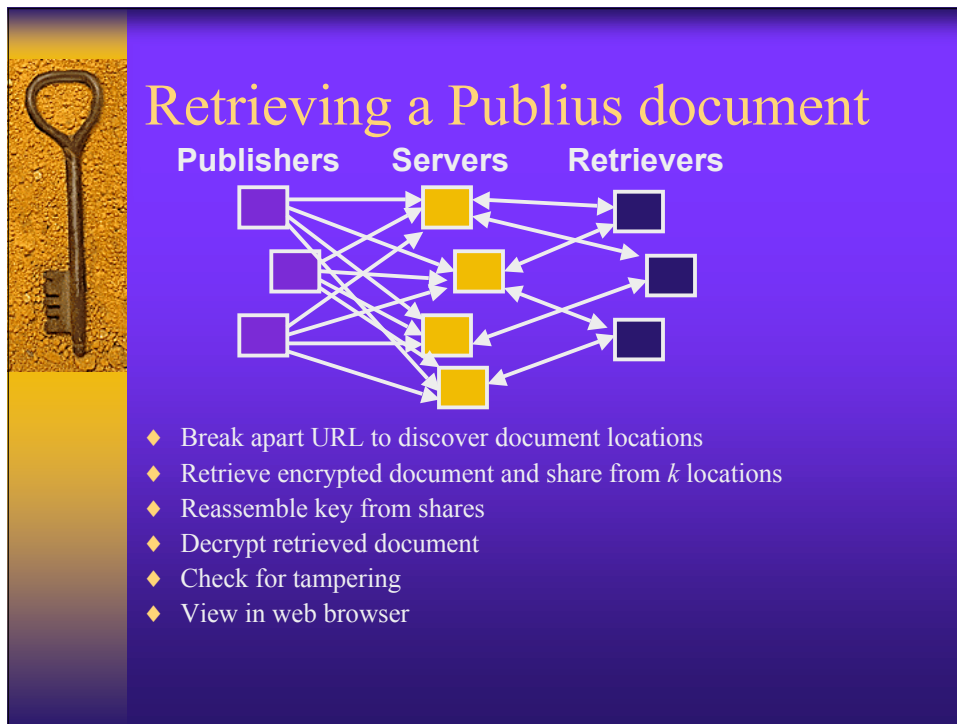 Retrieving a Publius document
Publishers Servers Retrievers
♦ Break apart URL to discover document locations
♦ Retrieve encrypted document and share from k locations
♦ Reassemble key from shares
♦ Decrypt retrieved document
♦ Check for tampering
♦ View in web browser